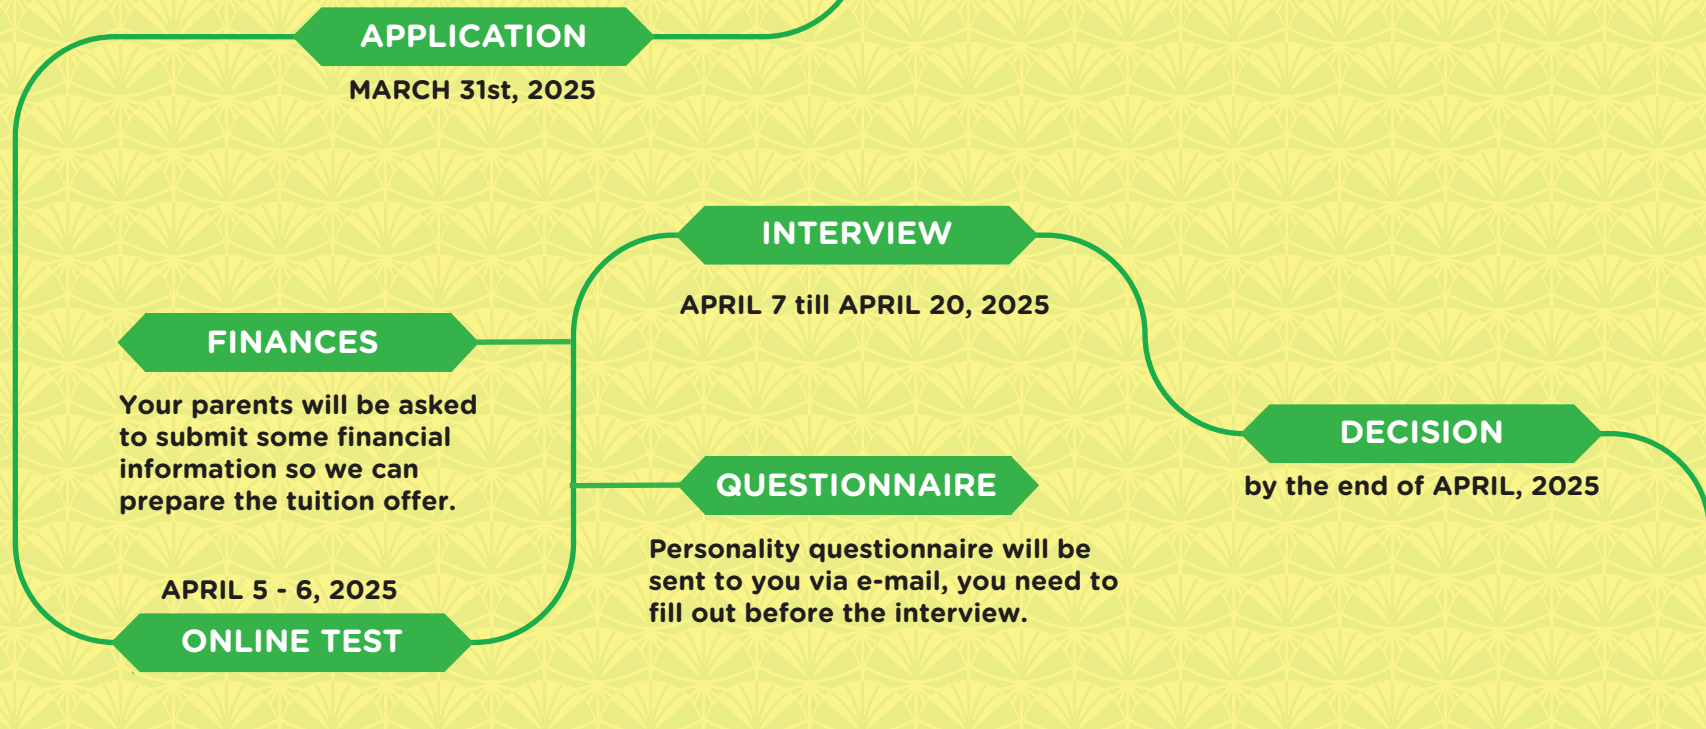 APPLICATION
MARCH 31st, 2025
INTERVIEW
APRIL 7 till APRIL 20, 2025
FINANCES
Your parents will be asked
to submit some financial
information so we can
prepare the tuition offer.
DECISION
by the end of APRIL, 2025
QUESTIONNAIRE
Personality questionnaire will be
sent to you via e-mail, you need to
fill out before the interview.
APRIL 5 - 6, 2025
ONLINE TEST